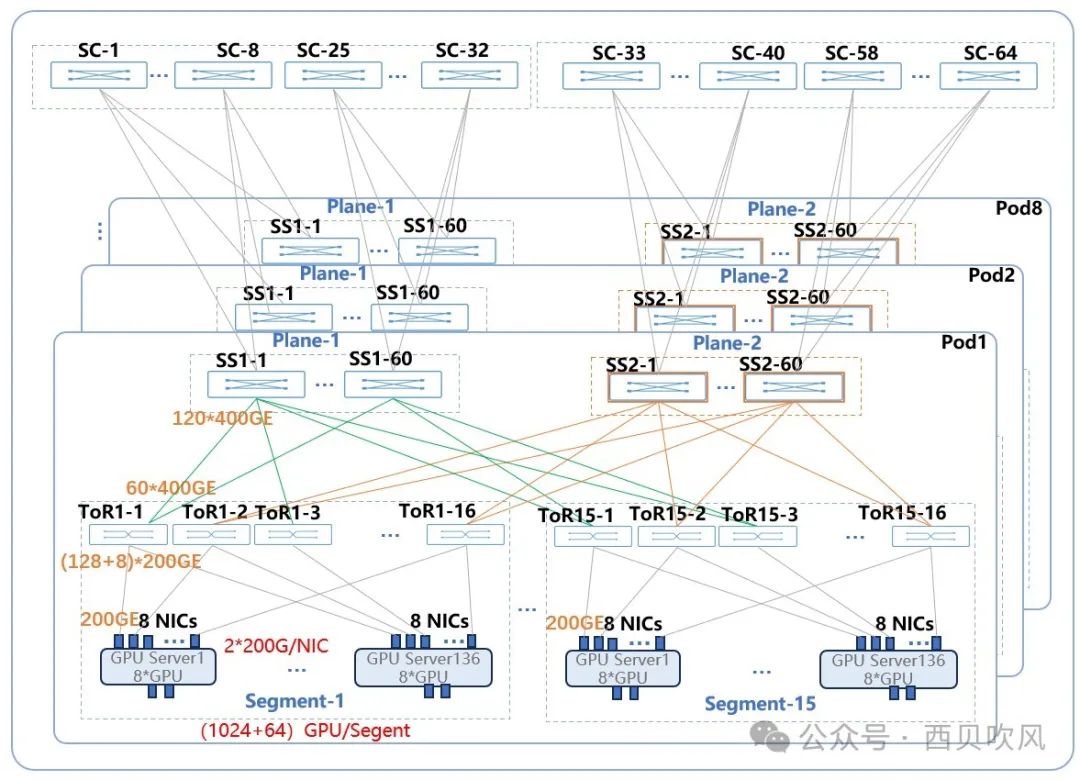 SC-1 SC-8 SC-25 SC-32 SC-33 SC-40 SC-58 SC-64
... ... ... ...
Plane-1 Plane-2 Pod8
SS1-1 SS1-60 SS2-1 SS2-60
... ...
Plane-1 Plane-2 Pod2
SS1-1 SS1-60 SS2-1 SS2-60
... ...
Plane-1 Plane-2 Pod1
SS1-1 SS1-60 SS2-1 SS2-60
... ...
120*400GE
60*400GE
ToR1-1 ToR1-2 ToR1-3 ToR1-16 ToR15-1 ToR15-2 ToR15-3 ToR15-16
... ...
(128+8)*200GE
200GE 8 NICs 8 NICs ... 200GE 8 NICs 8 NICs
... ... ... ...
2*200G/NIC
GPU Server1 GPU Server136 GPU Server1 GPU Server136
8*GPU ... 8*GPU 8*GPU ... 8*GPU
Segment-1 Segment-15
(1024+64) GPU/Segent
公众号 · 西贝吹风